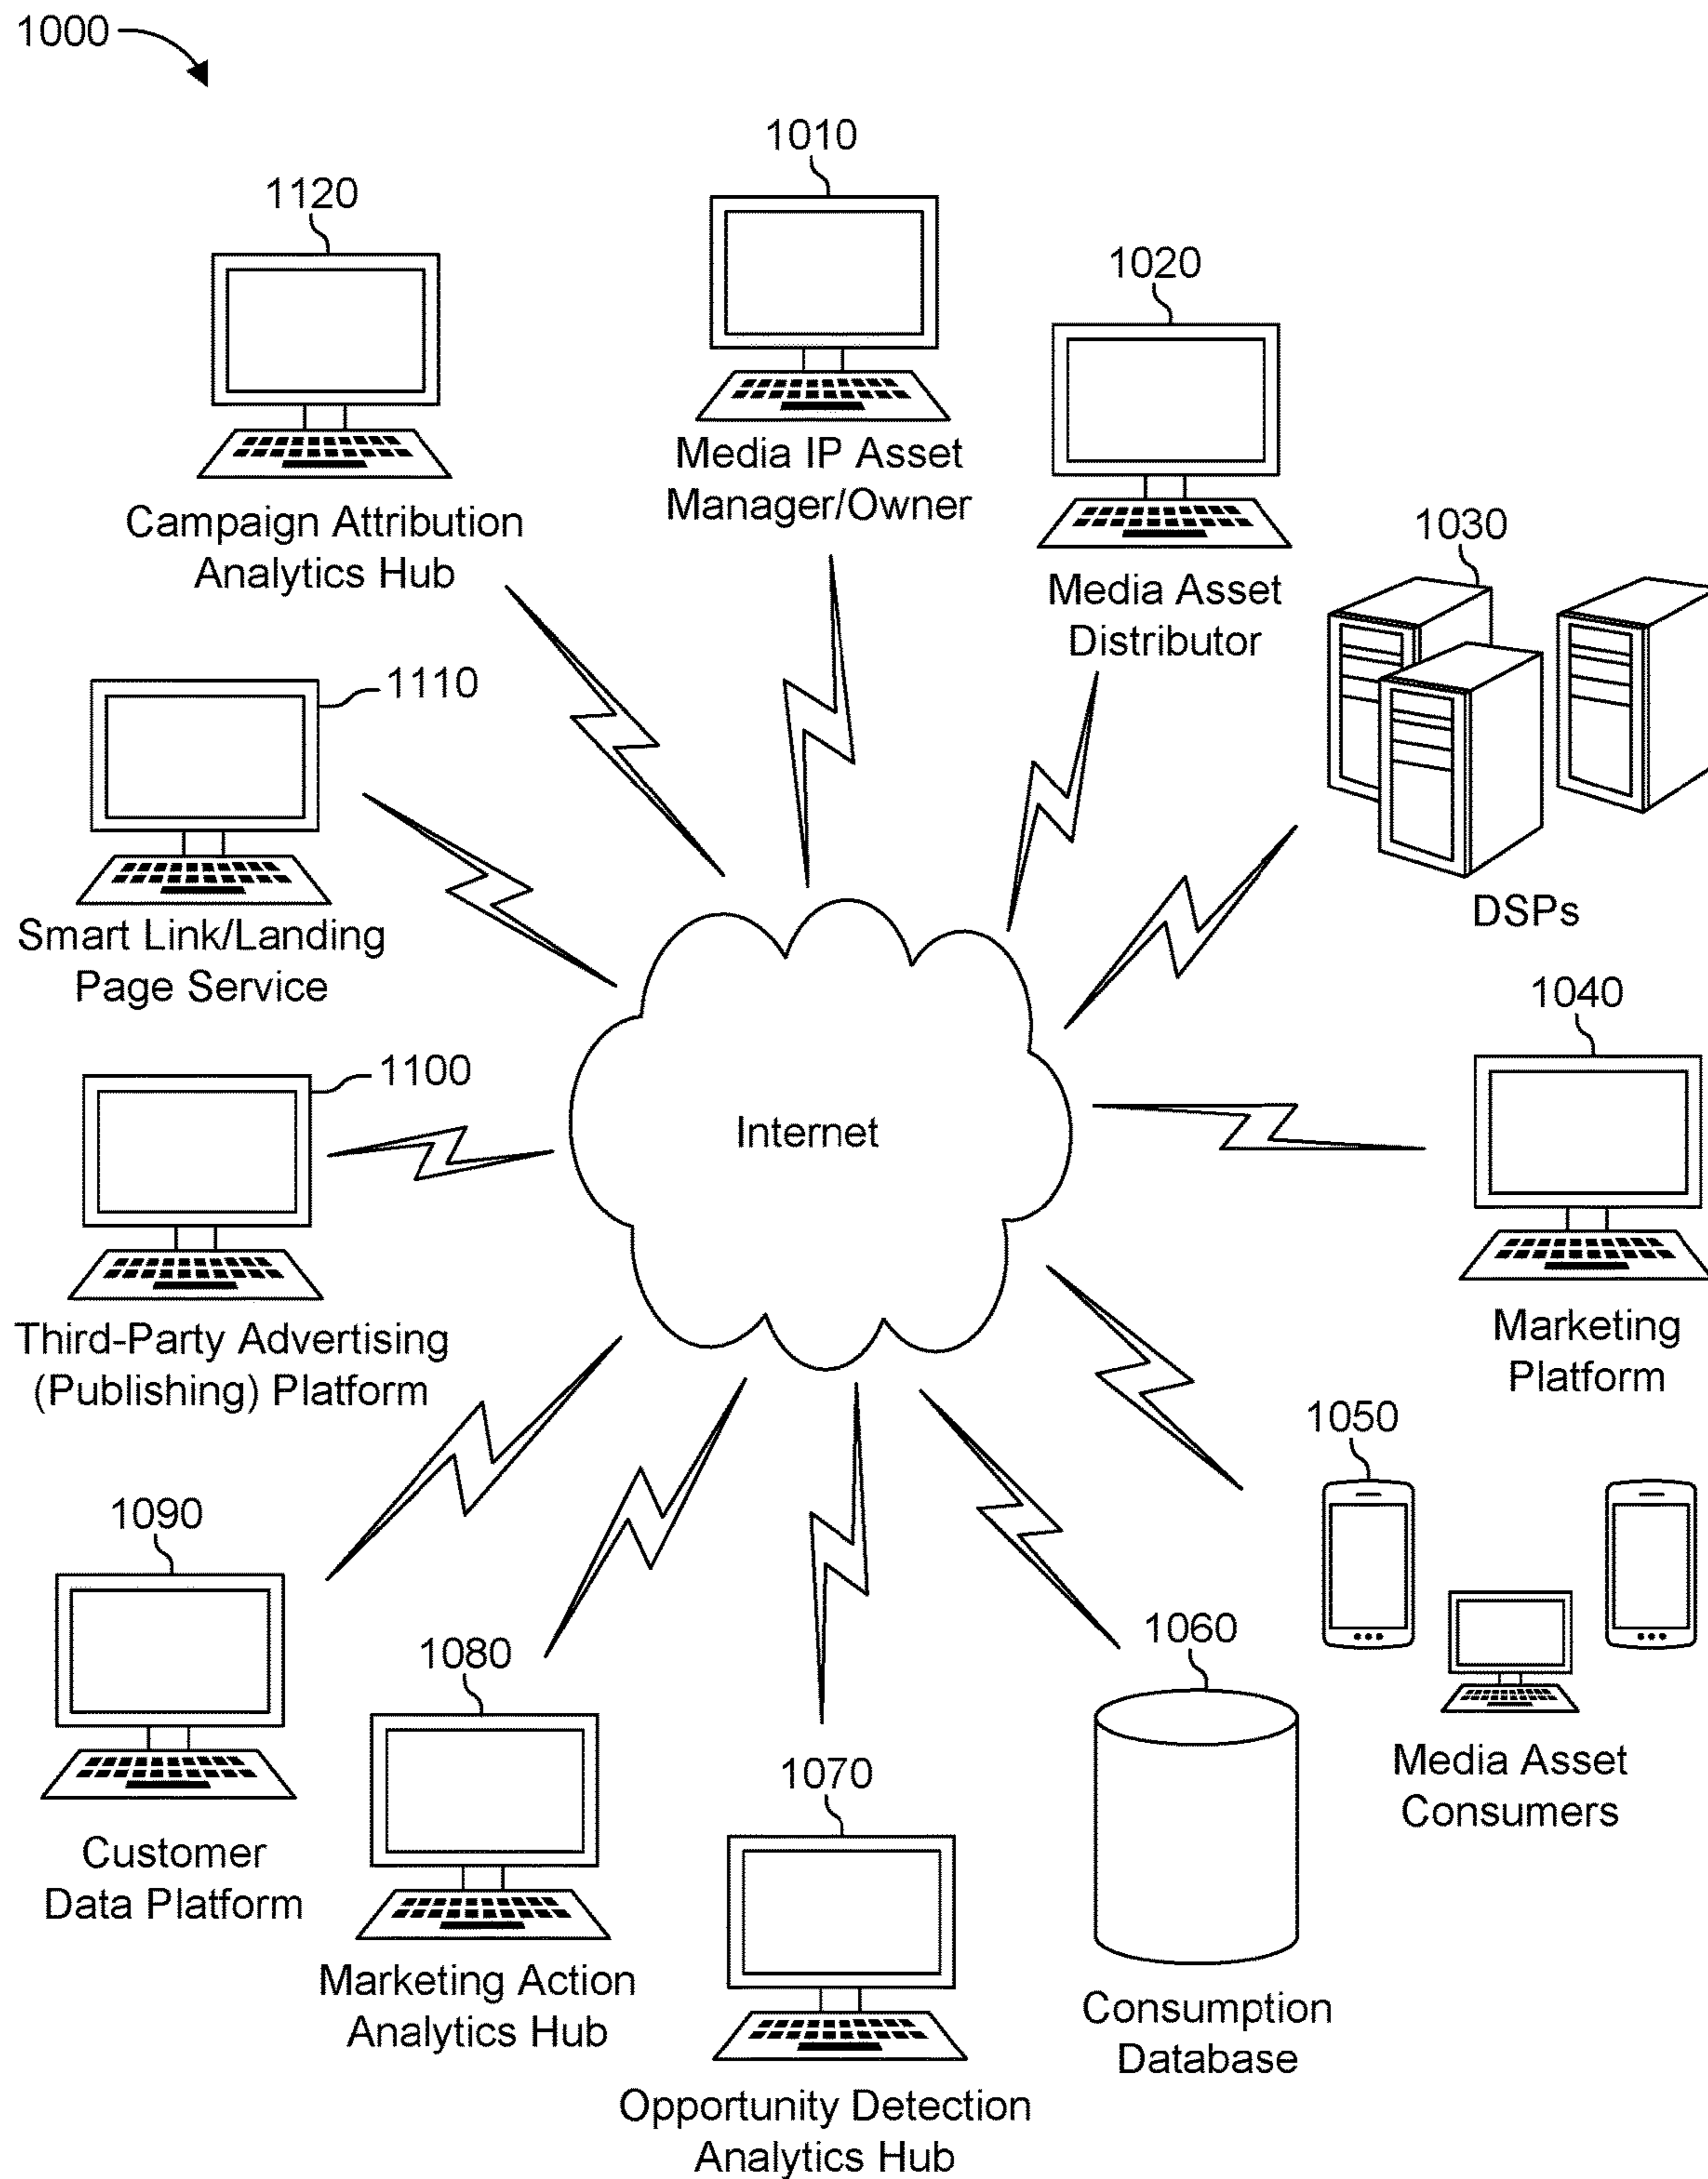 1000
1010
1120
1020
Media IP Asset
Manager/Owner
Campaign Attribution
Analytics Hub
1030
Media Asset
Distributor
1110
DSPs
Smart Link/Landing
Page Service
1040
1100
Internet
Marketing
Platform
Third-Party Advertising
(Publishing) Platform
1050
1090
1060
1080
Media Asset
Consumers
1070
Customer
Data Platform
Marketing Action
Analytics Hub
Consumption
Database
Opportunity Detection
Analytics Hub